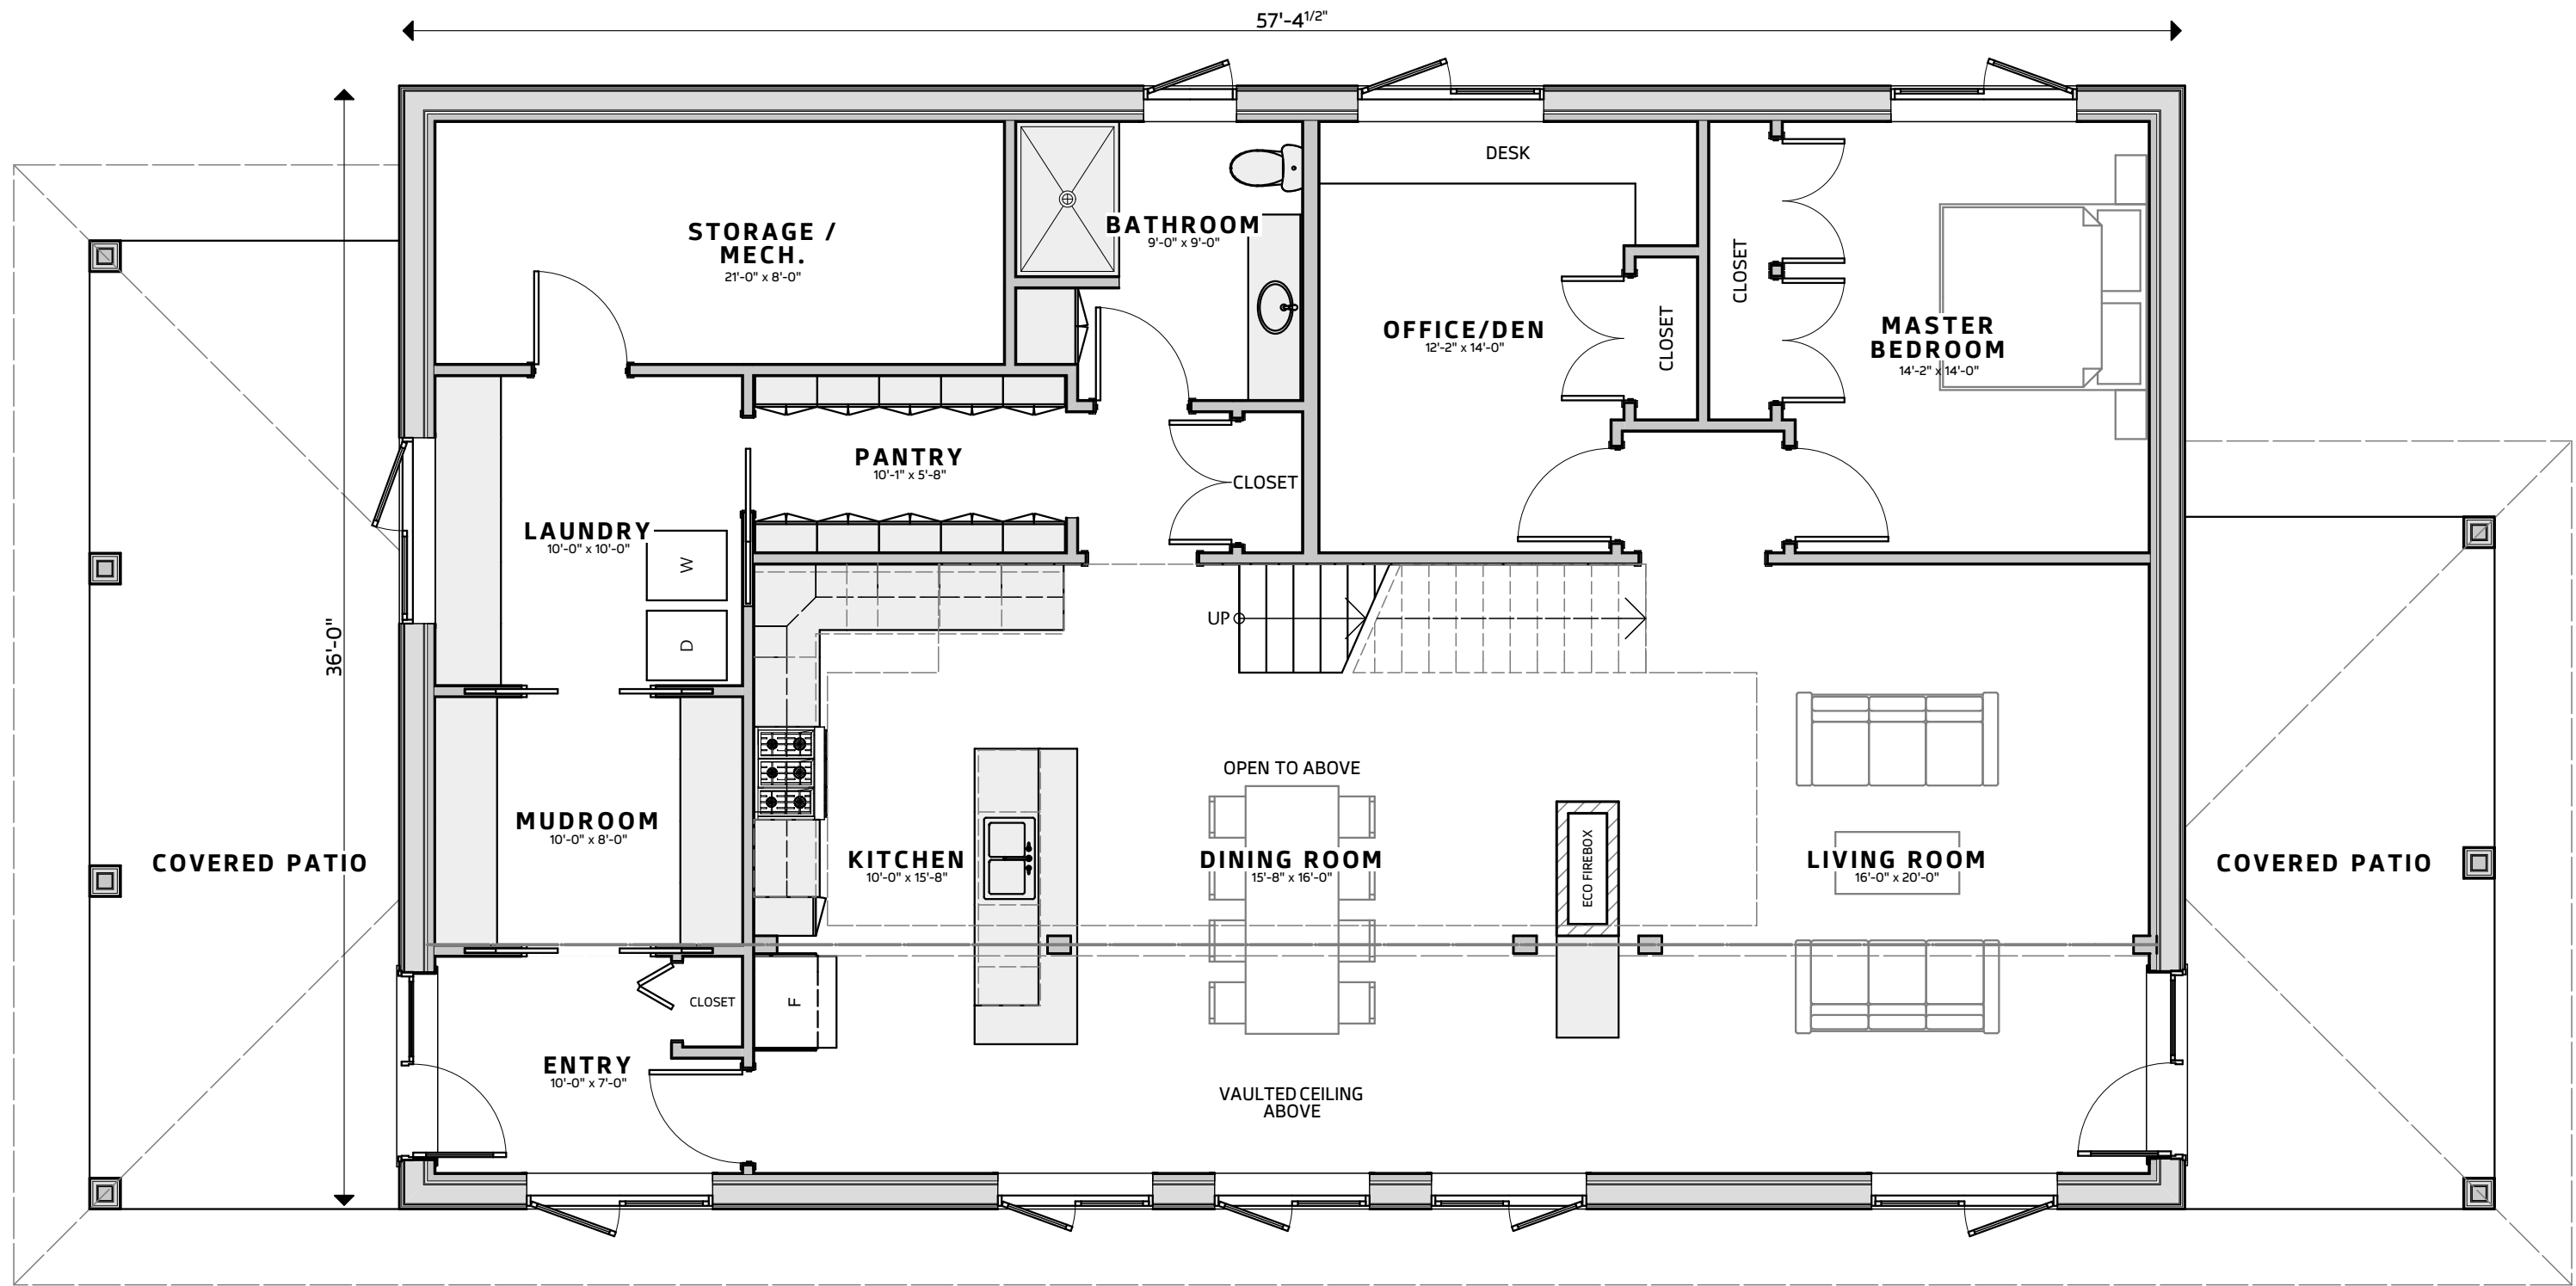 57'-4 1/2"
36'-0"
STORAGE /
MECH.
21'-0" x 8'-0"
BATHROOM
9'-0" x 9'-0"
DESK
OFFICE/DEN
12'-2" x 14'-0"
CLOSET
CLOSET
MASTER
BEDROOM
14'-2" x 14'-0"
PANTRY
10'-1" x 5'-8"
CLOSET
LAUNDRY
10'-0" x 10'-0"
W
D
UP
MUDROOM
10'-0" x 8'-0"
COVERED PATIO
KITCHEN
10'-0" x 15'-8"
OPEN TO ABOVE
DINING ROOM
15'-8" x 16'-0"
ECO FIREBOX
LIVING ROOM
16'-0" x 20'-0"
COVERED PATIO
CLOSET
F
ENTRY
10'-0" x 7'-0"
VAULTED CEILING
ABOVE